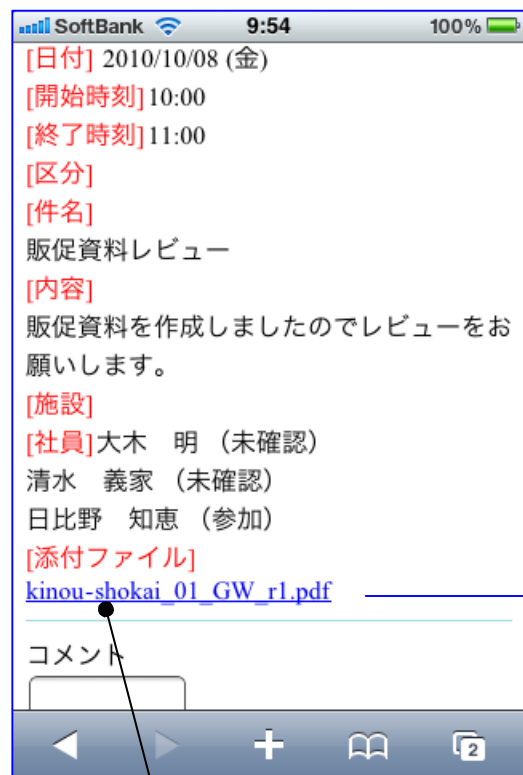 SoftBank 9:54 100%
[日付] 2010/10/08 (金)
[開始時刻]10:00
[終了時刻]11:00
[区分]
[件名]
販促資料レビュー
[内容]
販促資料を作成しましたのでレビューをお
願いします。
[施設]
[社員]大木　明 （未確認）
清水　義家 （未確認）
日比野　知恵 （参加）
[添付ファイル]
kinou-shokai_01_GW_r1.pdf
コメント
2